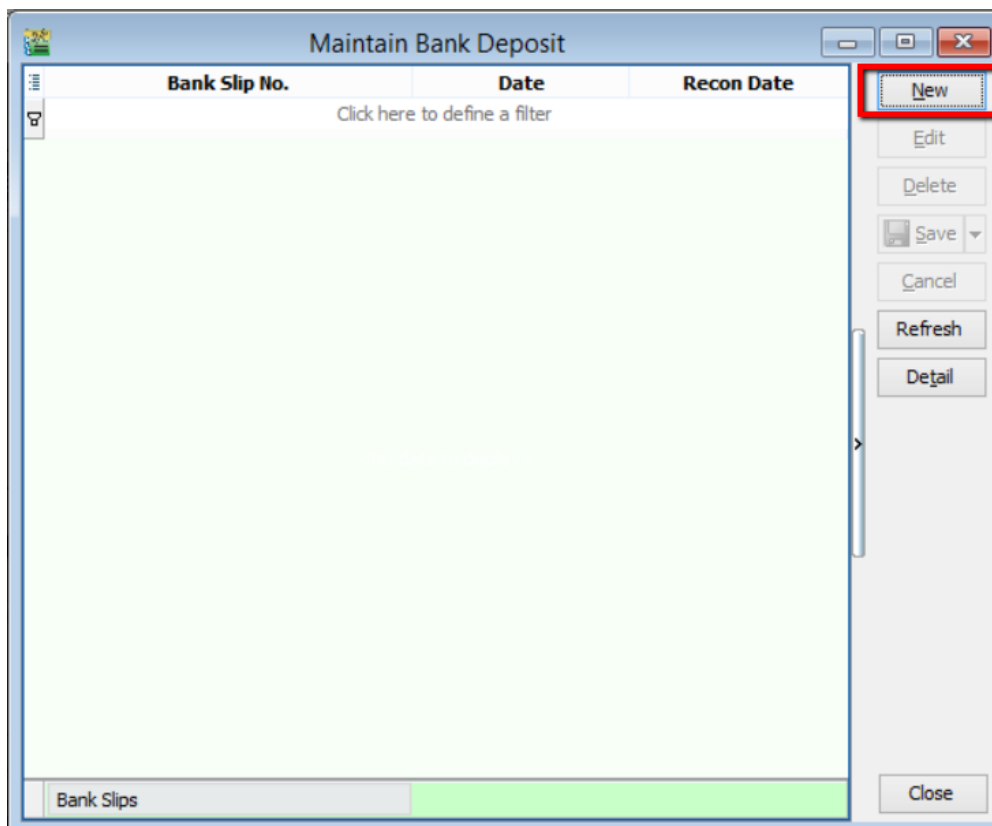 Maintain Bank Deposit
Bank Slip No. Date Recon Date
Click here to define a filter
New
Edit
Delete
Save
Cancel
Refresh
Detail
Bank Slips
Close